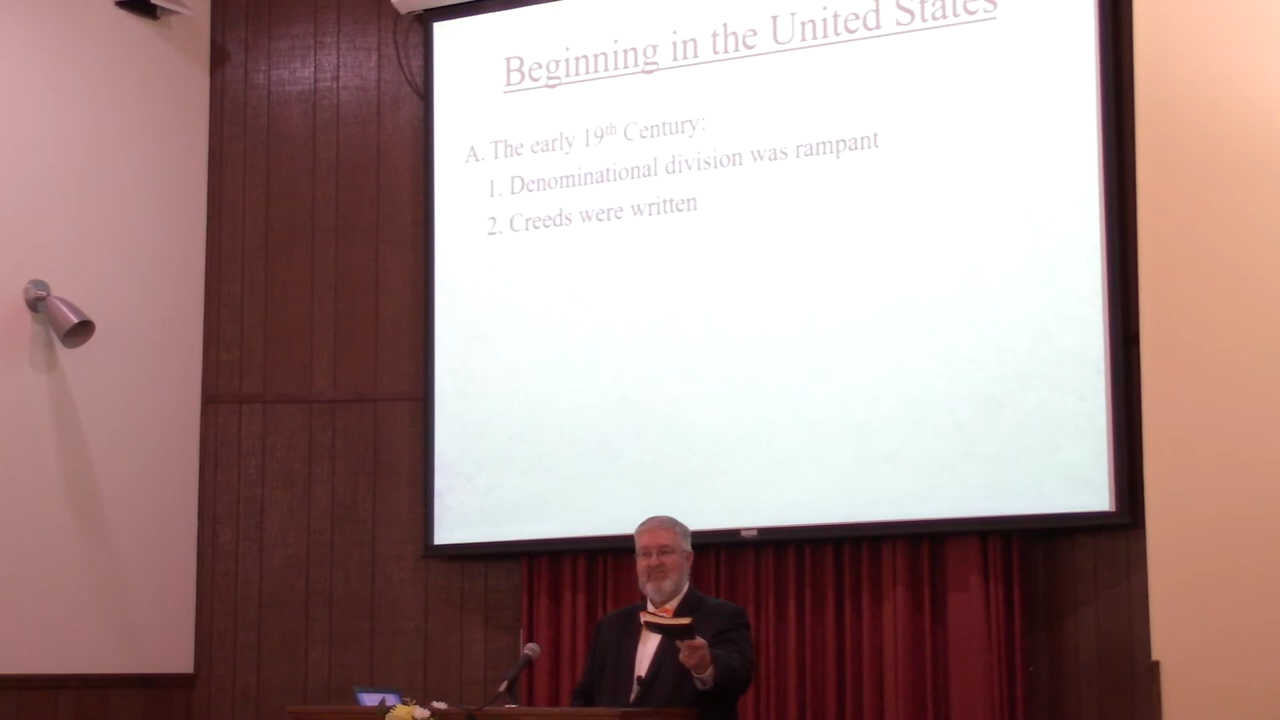 Beginning in the United States
A. The early 19th Century:
1. Denominational division was rampant
2. Creeds were written